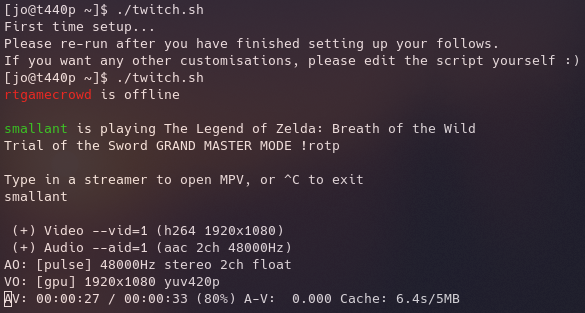 [jo@t440p ~]$ ./twitch.sh
First time setup...
Please re-run after you have finished setting up your follows.
If you want any other customisations, please edit the script yourself :)
[jo@t440p ~]$ ./twitch.sh
rtgamecrowd is offline
smallant is playing The Legend of Zelda: Breath of the Wild
Trial of the Sword GRAND MASTER MODE !rotp
Type in a streamer to open MPV, or ^C to exit
smallant
(+) Video --vid=1 (h264 1920x1080)
(+) Audio --aid=1 (aac 2ch 48000Hz)
AO: [pulse] 48000Hz stereo 2ch float
VO: [gpu] 1920x1080 yuv420p
AV: 00:00:27 / 00:00:33 (80%) A-V:  0.000 Cache: 6.4s/5MB